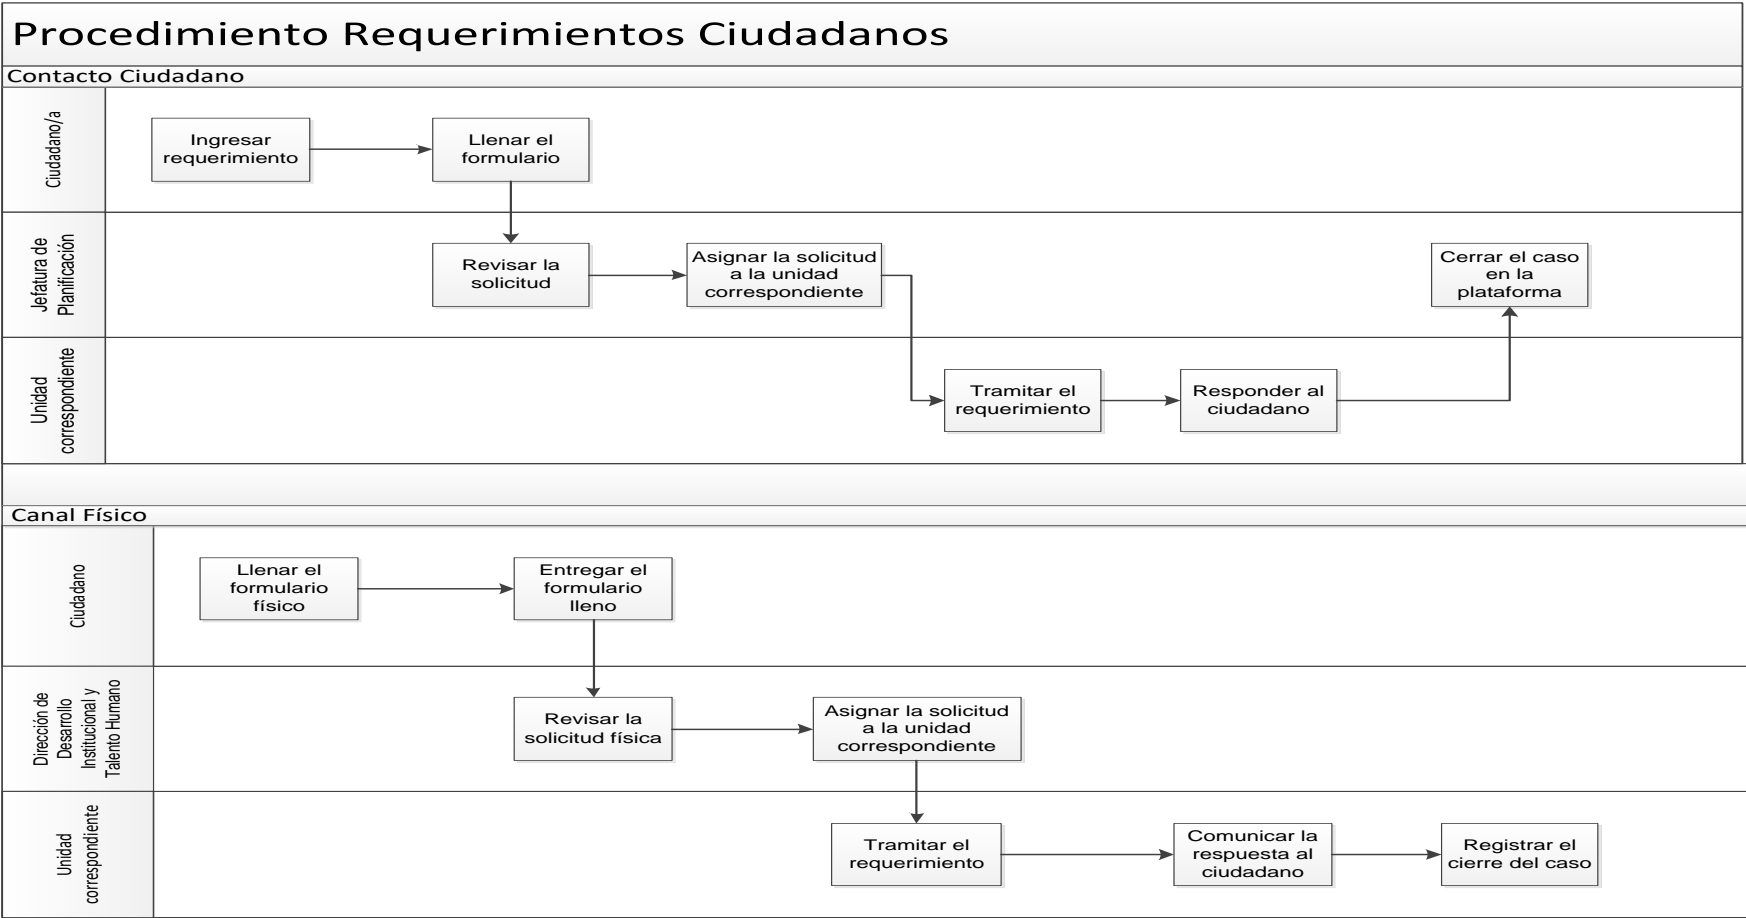 Procedimiento Requerimientos Ciudadanos
Contacto Ciudadano
Ciudadano/a
Ingresar
requerimiento
Llenar el
formulario
Jefatura de
Planificación
Revisar la
solicitud
Asignar la solicitud
a la unidad
correspondiente
Cerrar el caso
en la
plataforma
Unidad
correspondiente
Tramitar el
requerimiento
Responder al
ciudadano
Canal Físico
Ciudadano
Llenar el
formulario
físico
Entregar el
formulario
lleno
Dirección de
Desarrollo
Institucional y
Talento Humano
Revisar la
solicitud física
Asignar la solicitud
a la unidad
correspondiente
Unidad
correspondiente
Tramitar el
requerimiento
Comunicar la
respuesta al
ciudadano
Registrar el
cierre del caso